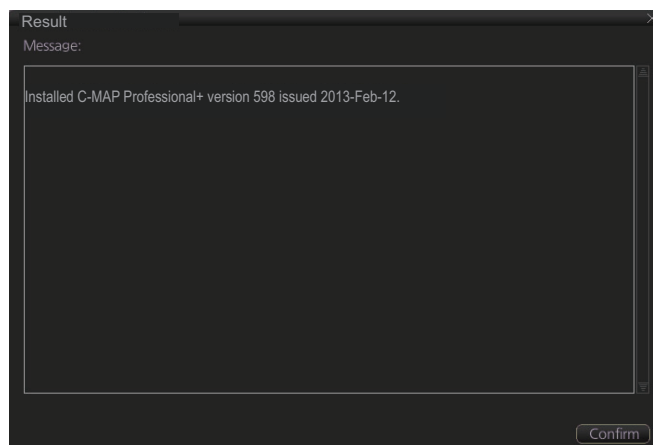 Result
Message:
Installed C-MAP Professional+ version 598 issued 2013-Feb-12.
Confirm